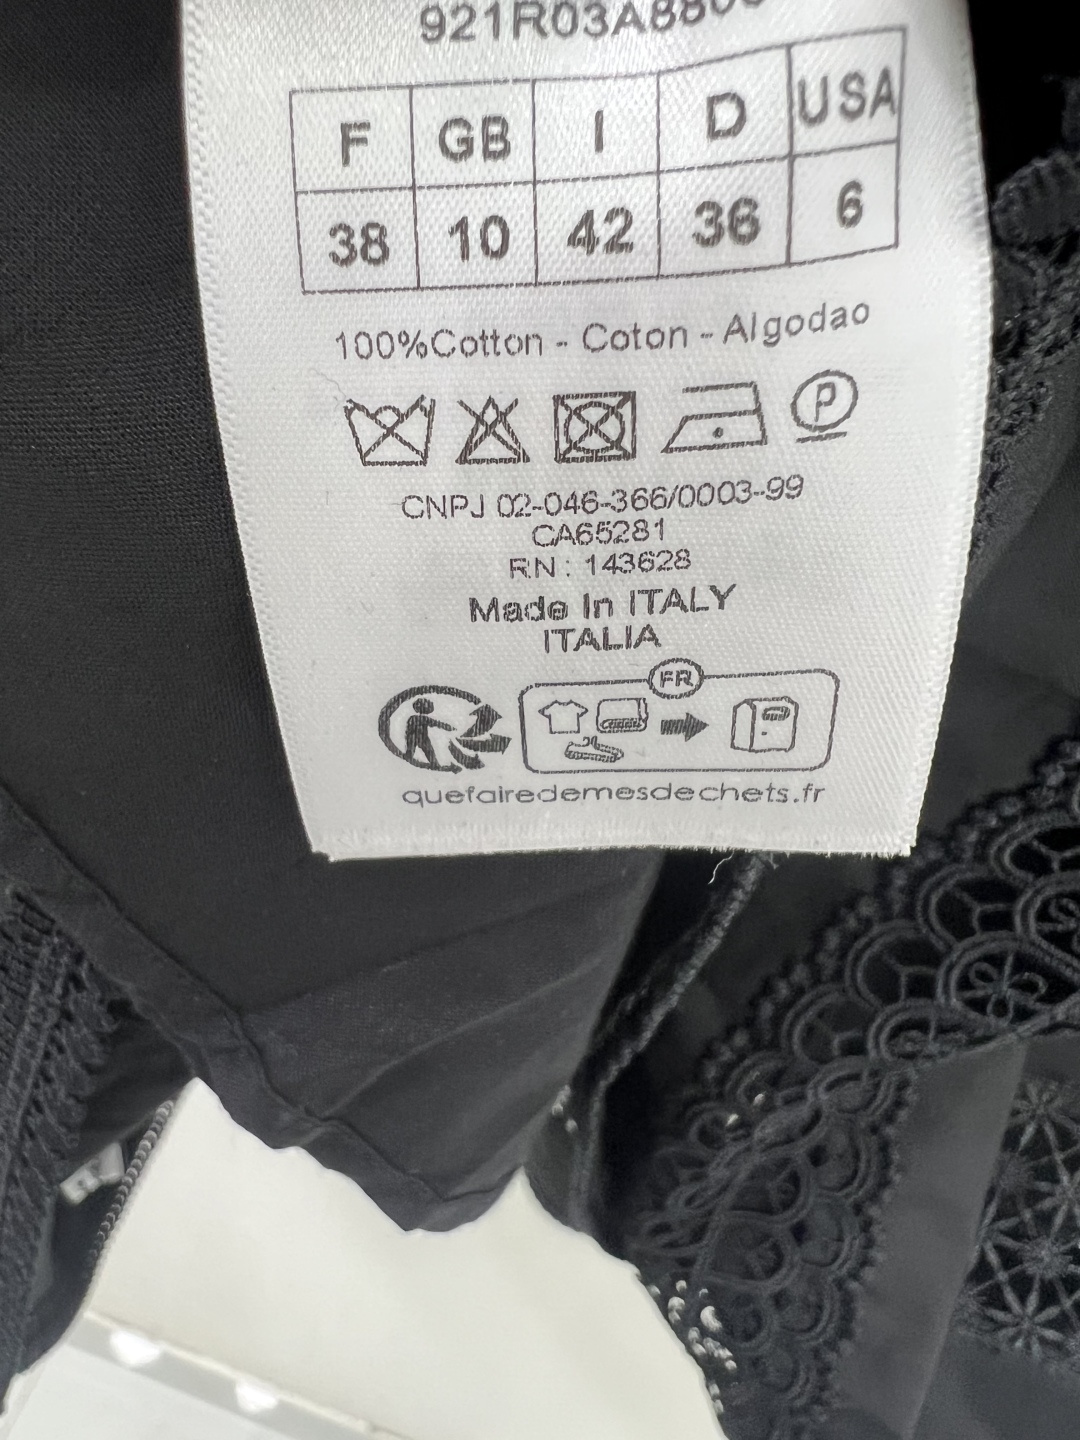 F GB I D USA
38 10 42 36 6
100%Cotton - Coton - Algodao
P
CNPJ 02-046-366/0003-99
CA65281
RN : 143628
Made In ITALY
ITALIA
FR
quefairedemesdechets.fr